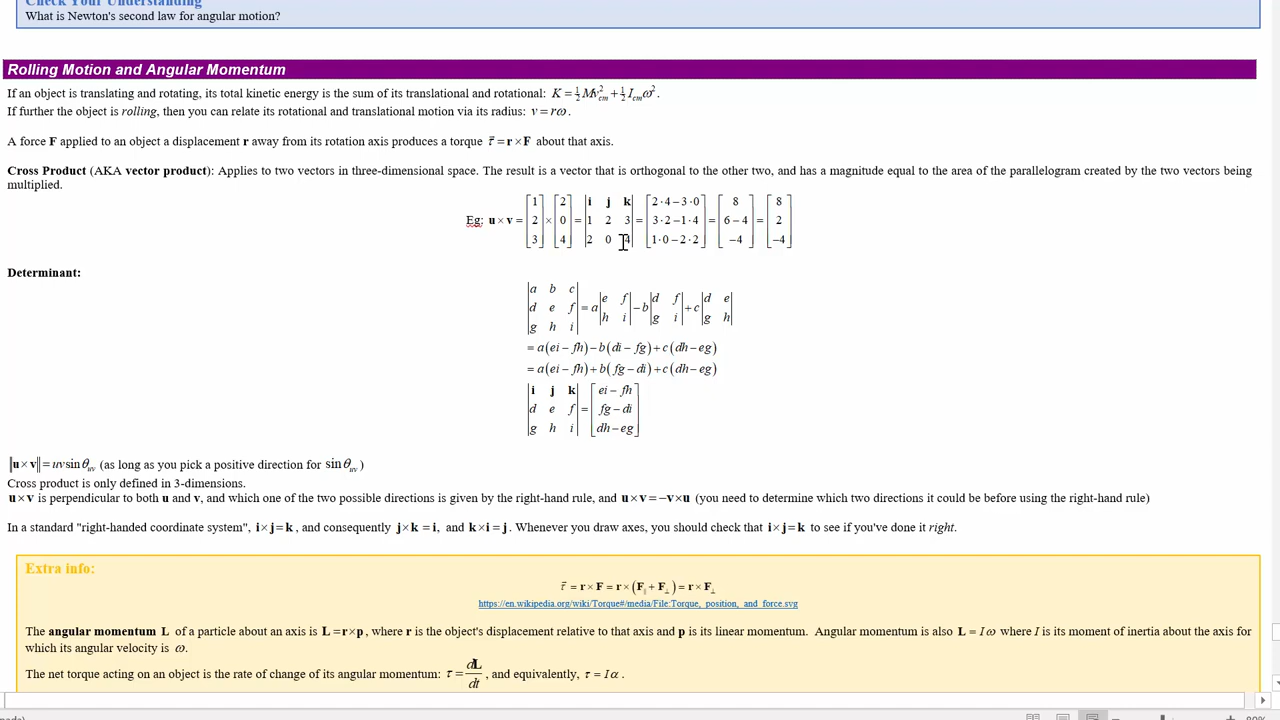 Check Your Understanding
What is Newton's second law for angular motion?
Rolling Motion and Angular Momentum
If an object is translating and rotating, its total kinetic energy is the sum of its translational and rotational: K = ½Mv²cm + ½Icmω².
If further the object is rolling, then you can relate its rotational and translational motion via its radius: v = rω.
A force F applied to an object a displacement r away from its rotation axis produces a torque τ⃗ = r×F about that axis.
Cross Product (AKA vector product): Applies to two vectors in three-dimensional space. The result is a vector that is orthogonal to the other two, and has a magnitude equal to the area of the parallelogram created by the two vectors being
multiplied.
Eg: u×v = [1 2 3] × [2 0 4] = |i j k; 1 2 3; 2 0 4| = [2·4−3·0; 3·2−1·4; 1·0−2·2] = [8; 6−4; −4] = [8; 2; −4]
Determinant:
|a b c; d e f; g h i| = a|e f; h i| − b|d f; g i| + c|d e; g h|
= a(ei − fh) − b(di − fg) + c(dh − eg)
= a(ei − fh) + b(fg − di) + c(dh − eg)
|i j k; d e f; g h i| = [ei − fh; fg − di; dh − eg]
‖u×v‖ = uv sin θuv (as long as you pick a positive direction for sin θuv)
Cross product is only defined in 3-dimensions.
u×v is perpendicular to both u and v, and which one of the two possible directions is given by the right-hand rule, and u×v = −v×u (you need to determine which two directions it could be before using the right-hand rule)
In a standard "right-handed coordinate system", i×j = k, and consequently j×k = i, and k×i = j. Whenever you draw axes, you should check that i×j = k to see if you've done it right.
Extra info:
τ⃗ = r×F = r×(F∥ + F⊥) = r×F⊥
https://en.wikipedia.org/wiki/Torque#/media/File:Torque,_position,_and_force.svg
The angular momentum L of a particle about an axis is L = r×p, where r is the object's displacement relative to that axis and p is its linear momentum. Angular momentum is also L = Iω where I is its moment of inertia about the axis for
which its angular velocity is ω.
The net torque acting on an object is the rate of change of its angular momentum: τ = dL/dt, and equivalently, τ = Iα.